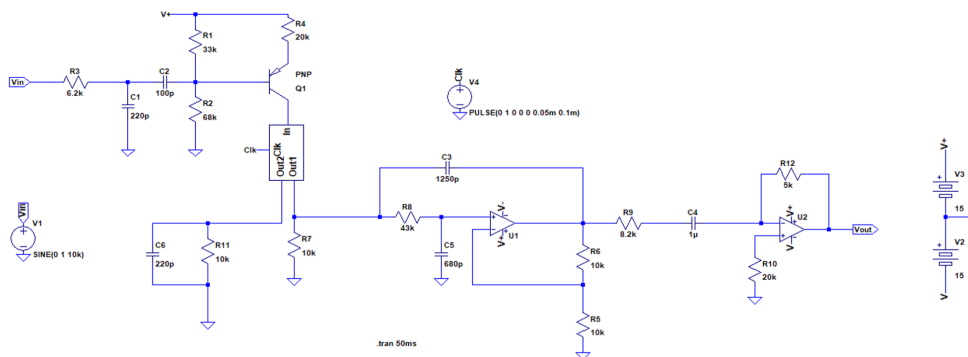 V+
R1
33k
R4
20k
PNP
Q1
Vin
R3
6.2k
C2
100p
C1
220p
R2
68k
Clk
V4
PULSE(0 1 0 0 0 0.05m 0.1m)
In
Clk
Clk
Out2
Out1
C3
1250p
R12
5k
V+
V3
15
Vin
V1
SINE(0 1 10k)
C6
220p
R11
10k
R7
10k
R8
43k
C5
680p
V-
U1
V+
R9
8.2k
C4
1µ
V+
U2
V-
Vout
R6
10k
R10
20k
V2
15
V-
R5
10k
.tran 50ms